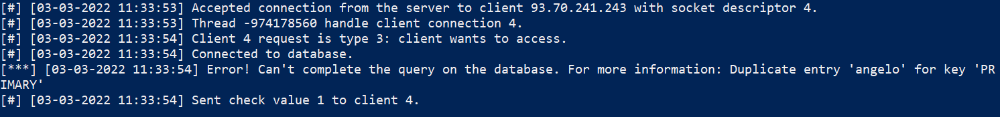 [#] [03-03-2022 11:33:53] Accepted connection from the server to client 93.70.241.243 with socket descriptor 4.
[#] [03-03-2022 11:33:53] Thread -974178560 handle client connection 4.
[#] [03-03-2022 11:33:54] Client 4 request is type 3: client wants to access.
[#] [03-03-2022 11:33:54] Connected to database.
[***] [03-03-2022 11:33:54] Error! Can't complete the query on the database. For more information: Duplicate entry 'angelo' for key 'PR
IMARY'
[#] [03-03-2022 11:33:54] Sent check value 1 to client 4.